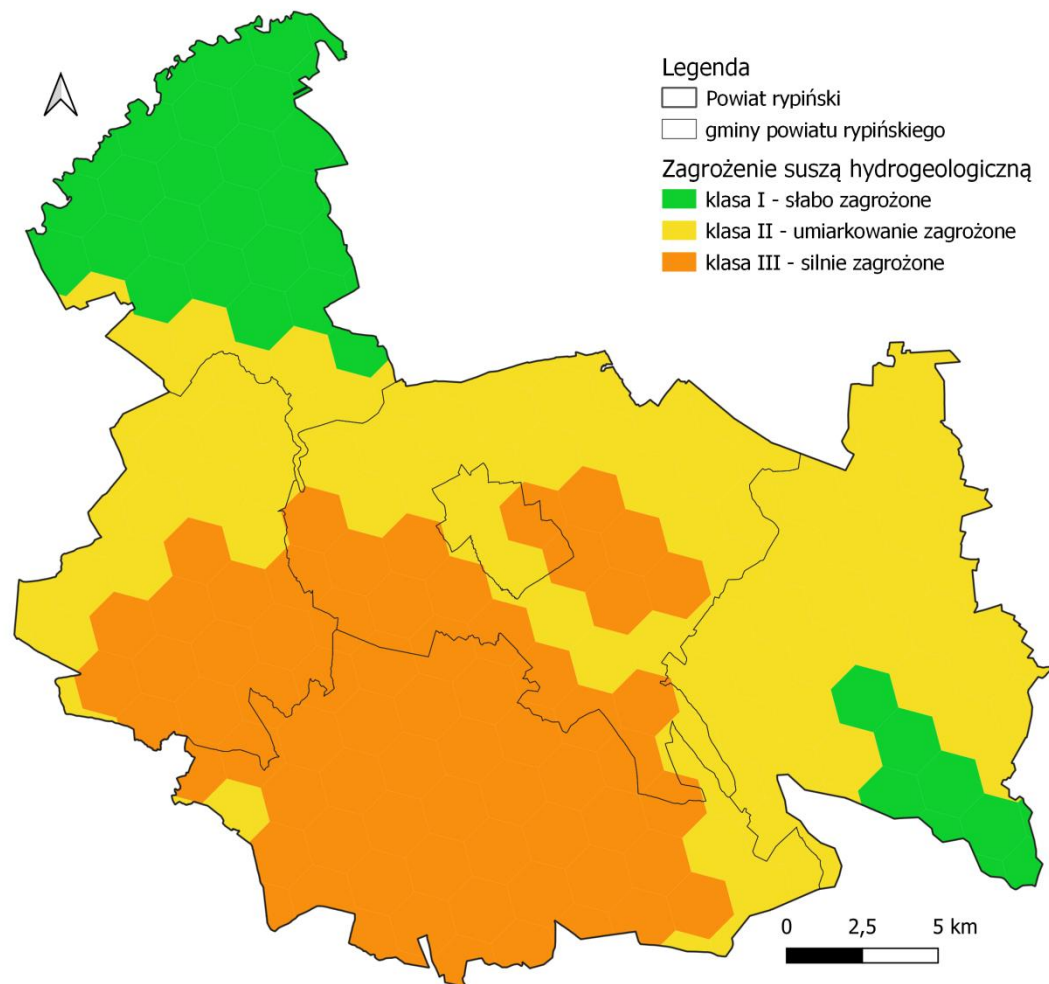 Legenda
Powiat rypiński
gminy powiatu rypińskiego
Zagrożenie suszą hydrogeologiczną
klasa I - słabo zagrożone
klasa II - umiarkowanie zagrożone
klasa III - silnie zagrożone
0 2,5 5 km